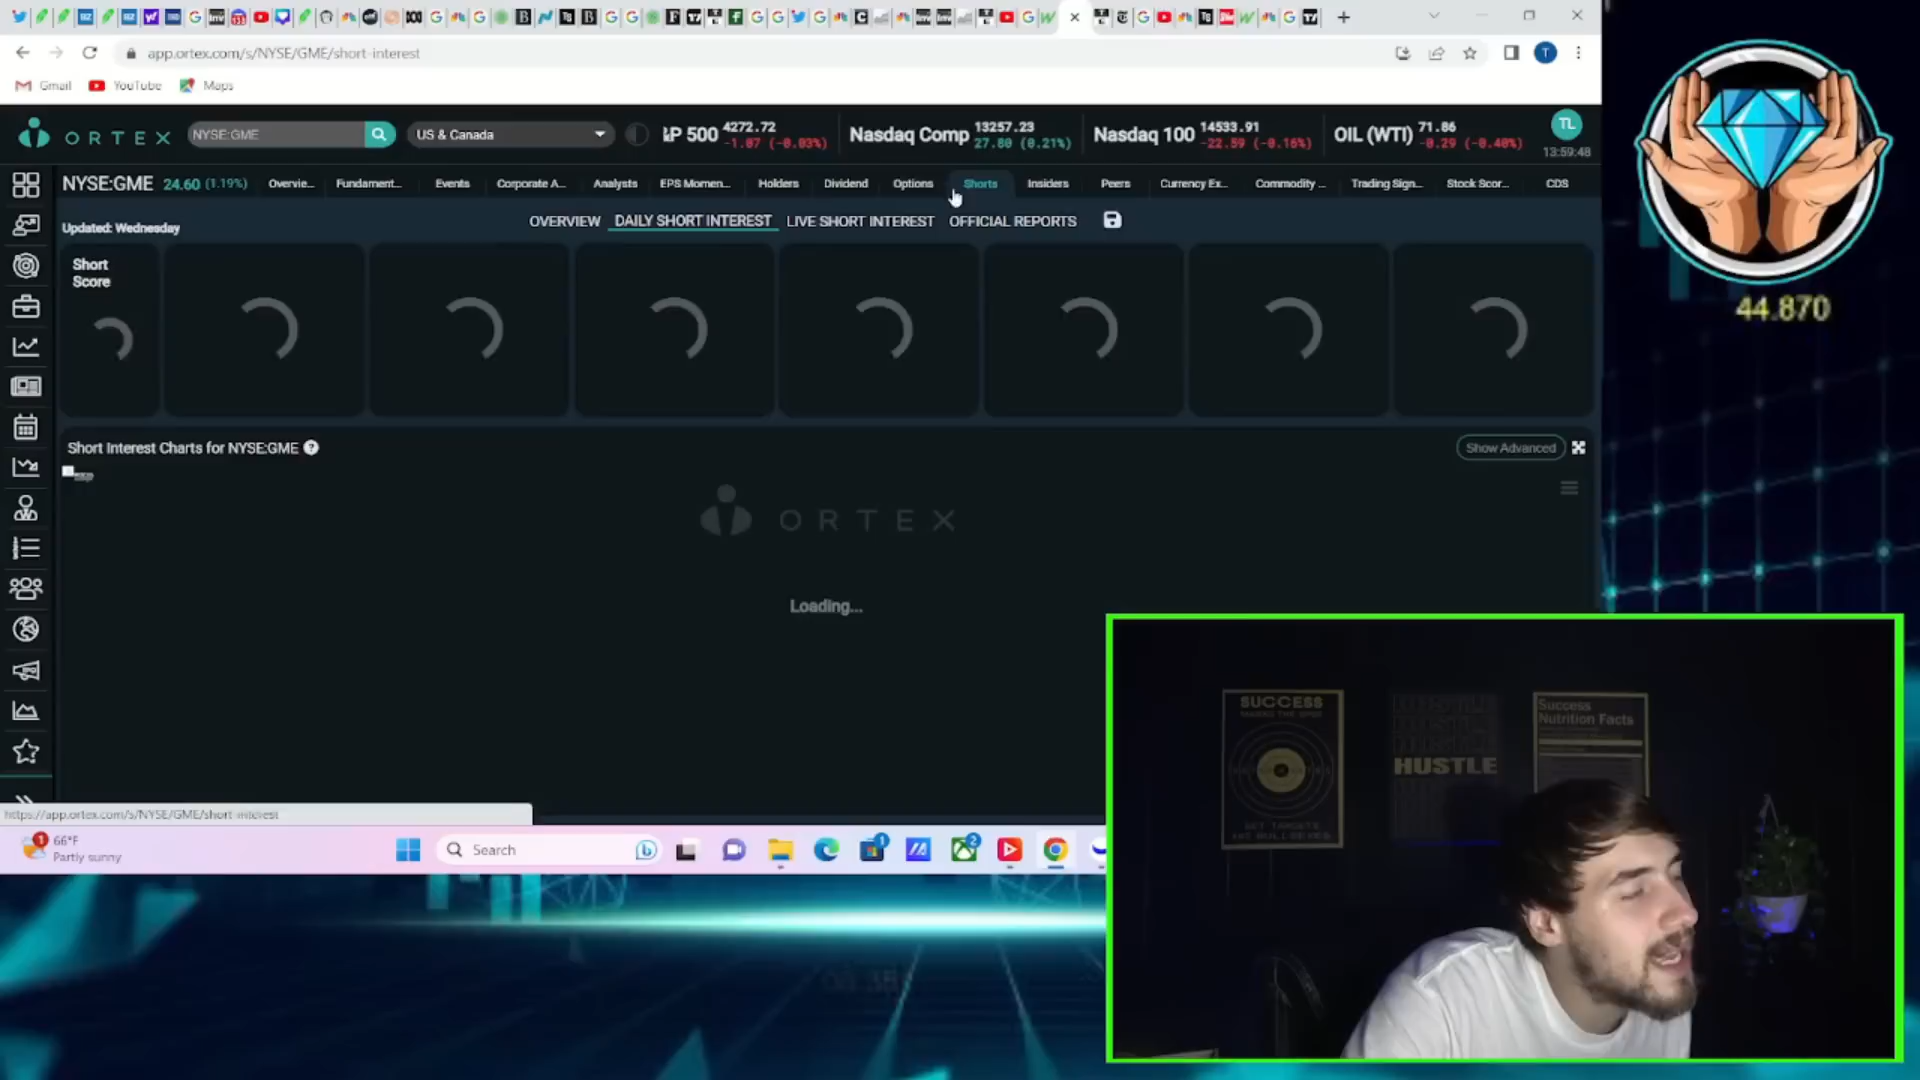 app.ortex.com/s/NYSE/GME/short-interest
T
Gmail YouTube Maps
ORTEX NYSE:GME US & Canada
&P 500 4272.72 -1.07 (-0.03%)
Nasdaq Comp 13257.23 27.80 (0.21%)
Nasdaq 100 14533.91 -22.59 (-0.16%)
OIL (WTI) 71.86 -0.29 (-0.40%)
TL
13:59:48
NYSE:GME 24.60 (1.19%) Overvie... Fundament... Events Corporate A... Analysts EPS Momen... Holders Dividend Options Shorts Insiders Peers Currency Ex... Commodity ... Trading Sign... Stock Scor... CDS
Updated: Wednesday
OVERVIEW DAILY SHORT INTEREST LIVE SHORT INTEREST OFFICIAL REPORTS
Short
Score
44.870
Short Interest Charts for NYSE:GME ?
Show Advanced
ORTEX
Loading...
https://app.ortex.com/s/NYSE/GME/short-interest
1
66°F
Partly sunny
Search
1
2
SUCCESS
HUSTLE
Success
Nutrition Facts